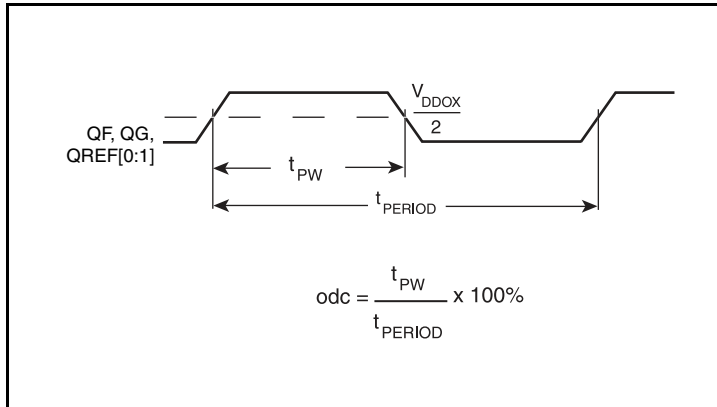 V_DDOX
2
QF, QG,
QREF[0:1]
t_PW
t_PERIOD
odc = t_PW / t_PERIOD x 100%